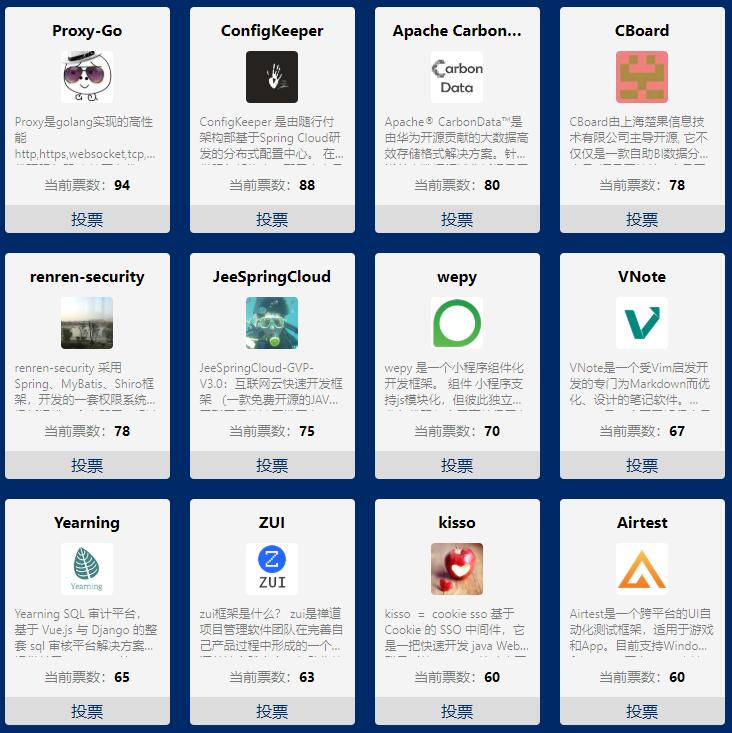 Proxy-Go
Proxy是golang实现的高性
能
http,https,websocket,tcp,...
当前票数：94
投票
ConfigKeeper
ConfigKeeper 是由随行付
架构部基于Spring Cloud研
发的分布式配置中心。 在...
当前票数：88
投票
Apache Carbon...
Carbon
Data
Apache® CarbonData™是
由华为开源贡献的大数据高
效存储格式解决方案。针...
当前票数：80
投票
CBoard
CBoard由上海楚果信息技
术有限公司主导开源, 它不
仅仅是一款自助BI数据分...
当前票数：78
投票
renren-security
renren-security 采用
Spring、MyBatis、Shiro框
架，开发的一套权限系统...
当前票数：78
投票
JeeSpringCloud
JeeSpringCloud-GVP-
V3.0：互联网云快速开发框
架 （一款免费开源的JAV...
当前票数：75
投票
wepy
wepy 是一个小程序组件化
开发框架。 组件 小程序支
持js模块化，但彼此独立...
当前票数：70
投票
VNote
VNote是一个受Vim启发开
发的专门为Markdown而优
化、设计的笔记软件。...
当前票数：67
投票
Yearning
Yearning
Yearning SQL 审计平台，
基于 Vue.js 与 Django 的整
套 sql 审核平台解决方案...
当前票数：65
投票
ZUI
ZUI
zui框架是什么？ zui是禅道
项目管理软件团队在完善自
己产品过程中形成的一个...
当前票数：63
投票
kisso
kisso = cookie sso 基于
Cookie 的 SSO 中间件，它
是一把快速开发 java Web...
当前票数：60
投票
Airtest
Airtest是一个跨平台的UI自
动化测试框架，适用于游戏
和App。目前支持Windo...
当前票数：60
投票